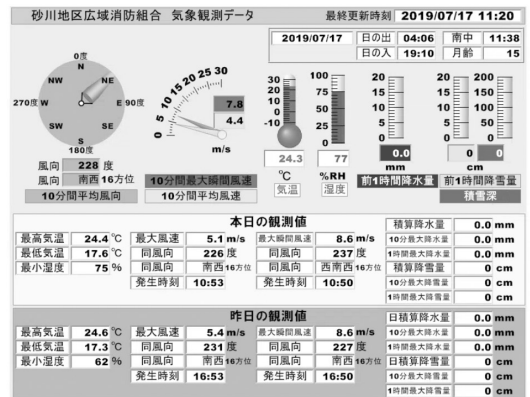 砂川地区広域消防組合 気象観測データ 最終更新時刻 2019/07/17 11:20
2019/07/17 日の出 04:06 南中 11:38
日の入 19:10 月齢 15
0度
N
NW NE
270度 W E 90度
SW SE
S
180度
風向 228 度
風向 南西 16方位
0 5 10 15 20 25 30
7.8
4.4
m/s
10分間最大瞬間風速
10分間平均風向 10分間平均風速
30
20
10
0
-10
24.3
℃
気温
100
75
50
25
0
77
%RH
湿度
20
15
10
5
0
0.0
mm
前1時間降水量
20 200
15 150
10 100
5 50
0 0
0 0
cm
前1時間降雪量
積雪深
本日の観測値
最高気温 24.4 ℃ 最大風速 5.1 m/s 最大瞬間風速 8.6 m/s
最低気温 17.6 ℃ 同風向 226 度 同風向 237 度
最小湿度 75 % 同風向 南西 16方位 同風向 西南西 16方位
発生時刻 10:53 発生時刻 10:50
積算降水量 0.0 mm
10分最大降水量 0.0 mm
1時間最大降水量 0.0 mm
積算降雪量 0 cm
10分最大降雪量 0 cm
1時間最大降雪量 0 cm
昨日の観測値
最高気温 24.6 ℃ 最大風速 5.4 m/s 最大瞬間風速 8.6 m/s
最低気温 17.3 ℃ 同風向 231 度 同風向 227 度
最小湿度 62 % 同風向 南西 16方位 同風向 南西 16方位
発生時刻 16:53 発生時刻 16:50
日積算降水量 0.0 mm
10分最大降水量 0.0 mm
1時間最大降水量 0.0 mm
日積算降雪量 0 cm
10分最大降雪量 0 cm
1時間最大降雪量 0 cm